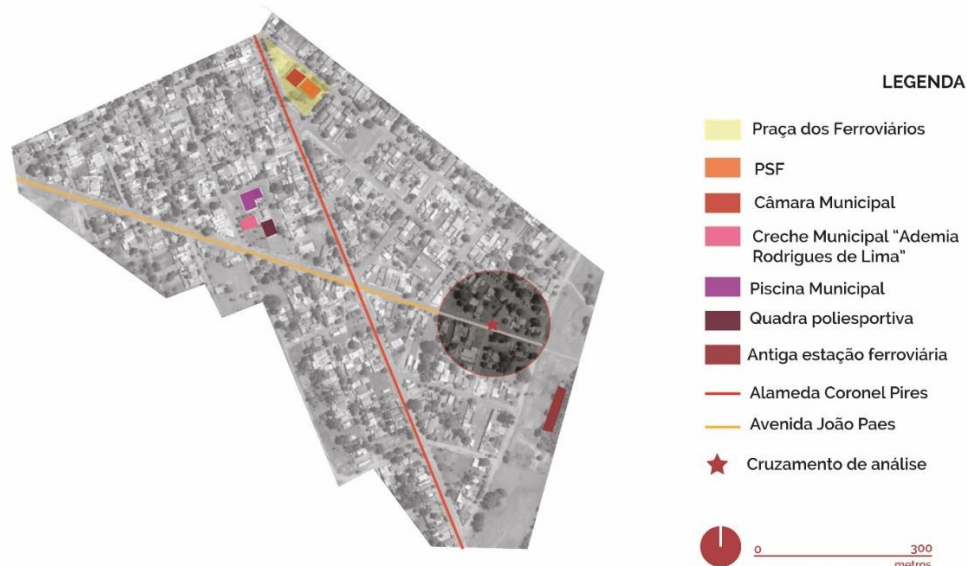 LEGENDA
Praça dos Ferroviários
PSF
Câmara Municipal
Creche Municipal "Ademia
Rodrigues de Lima"
Piscina Municipal
Quadra poliesportiva
Antiga estação ferroviária
Alameda Coronel Pires
Avenida João Paes
Cruzamento de análise
0 300
metros